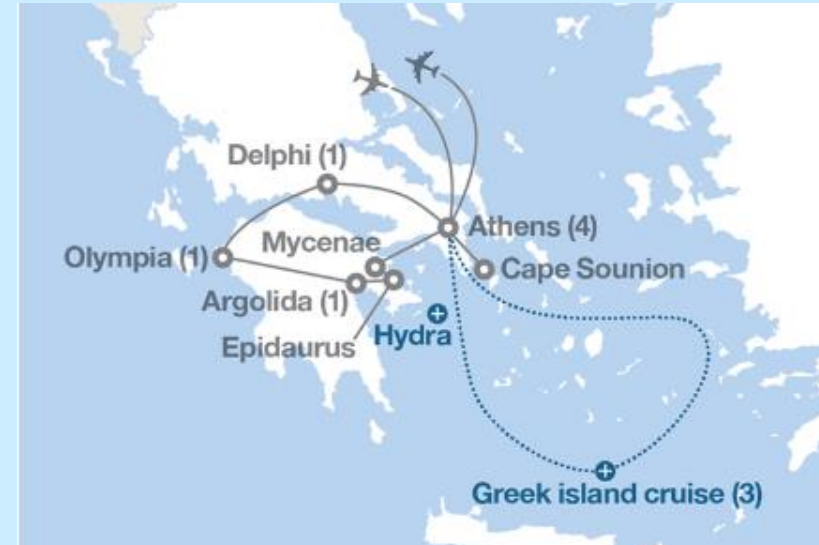 Delphi (1)
Athens (4)
Mycenae
Olympia (1)
Cape Sounion
Argolida (1)
Hydra
Epidaurus
Greek island cruise (3)